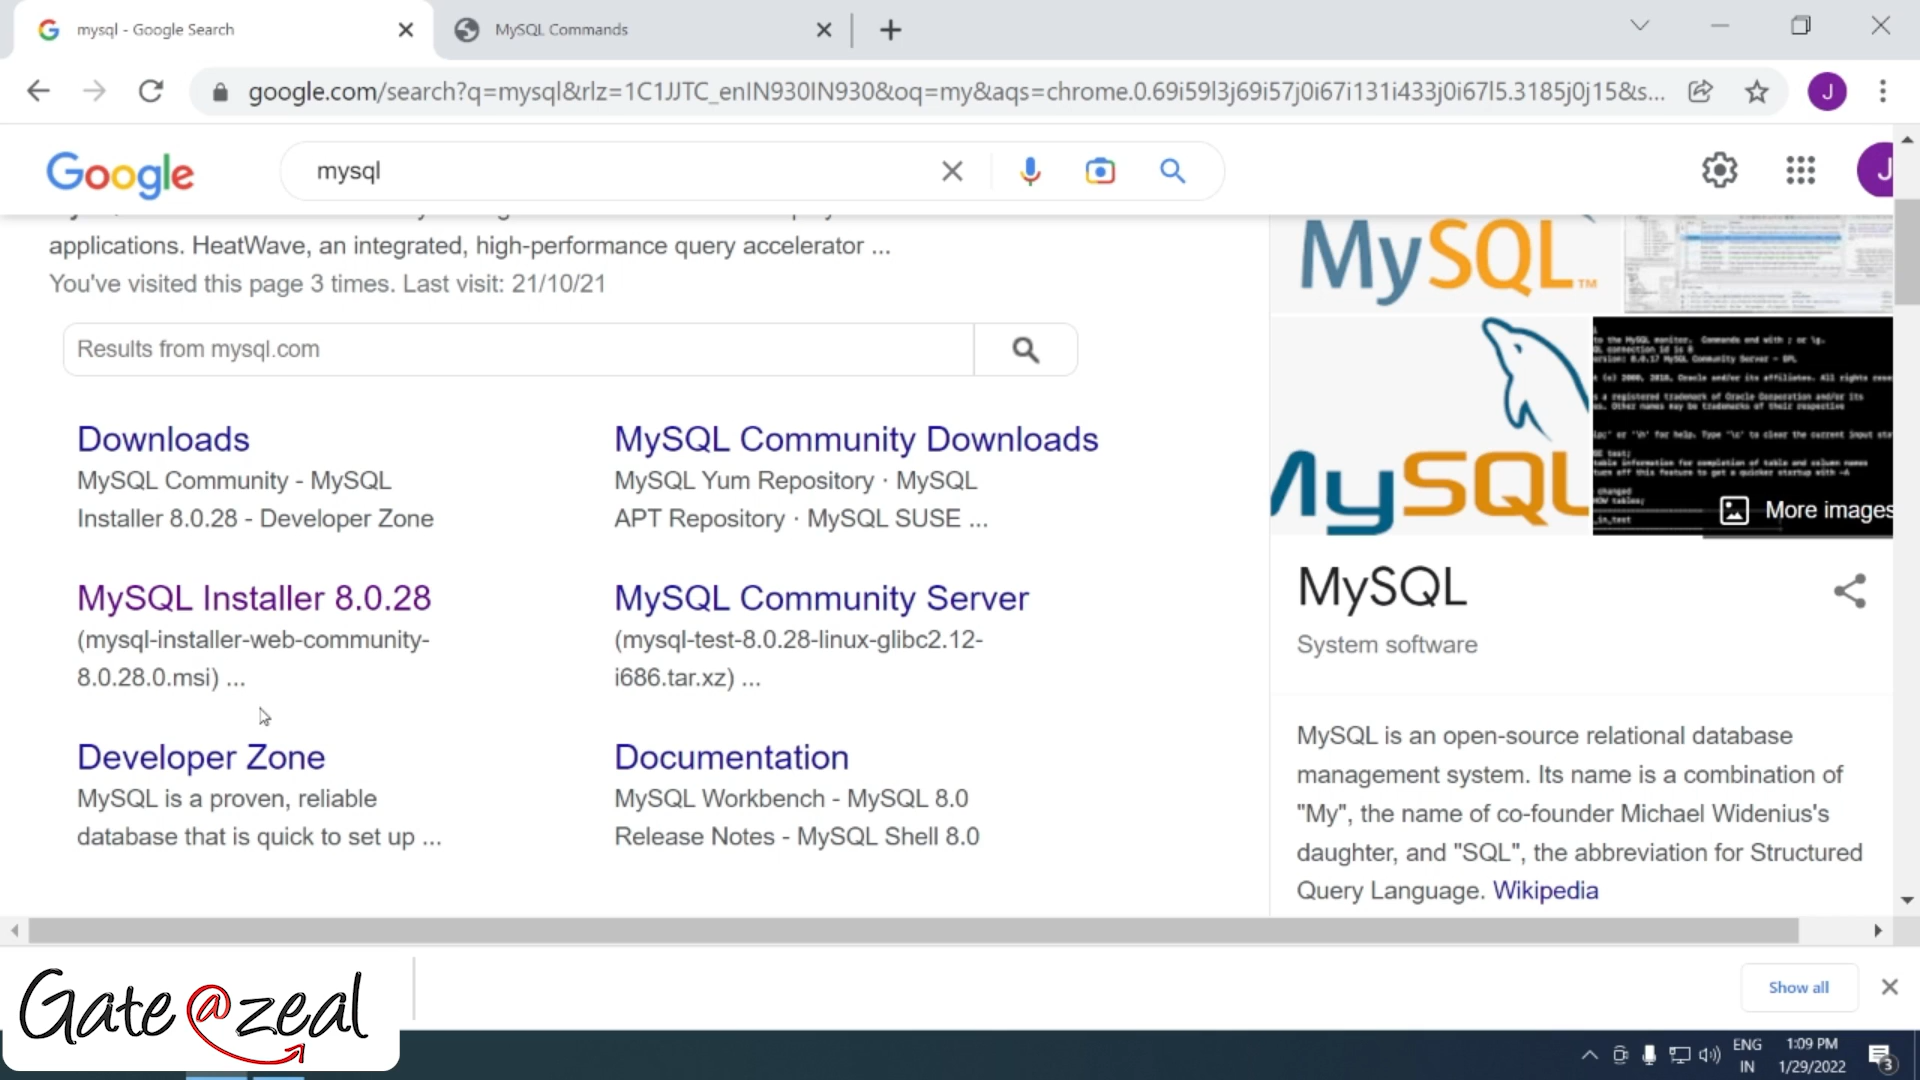 mysql - Google Search
MySQL Commands
google.com/search?q=mysql&rlz=1C1JJTC_enIN930IN930&oq=my&aqs=chrome.0.69i59l3j69i57j0i67i131i433j0i67l5.3185j0j15&s...
J
Google
mysql
J
applications. HeatWave, an integrated, high-performance query accelerator ...
You've visited this page 3 times. Last visit: 21/10/21
Results from mysql.com
Downloads
MySQL Community - MySQL
Installer 8.0.28 - Developer Zone
MySQL Community Downloads
MySQL Yum Repository · MySQL
APT Repository · MySQL SUSE ...
MySQL Installer 8.0.28
(mysql-installer-web-community-
8.0.28.0.msi) ...
MySQL Community Server
(mysql-test-8.0.28-linux-glibc2.12-
i686.tar.xz) ...
Developer Zone
MySQL is a proven, reliable
database that is quick to set up ...
Documentation
MySQL Workbench - MySQL 8.0
Release Notes - MySQL Shell 8.0
MySQL™
MySQL
More images
MySQL
System software
MySQL is an open-source relational database
management system. Its name is a combination of
"My", the name of co-founder Michael Widenius's
daughter, and "SQL", the abbreviation for Structured
Query Language. Wikipedia
Gate@zeal
Show all
ENG
IN
1:09 PM
1/29/2022
3